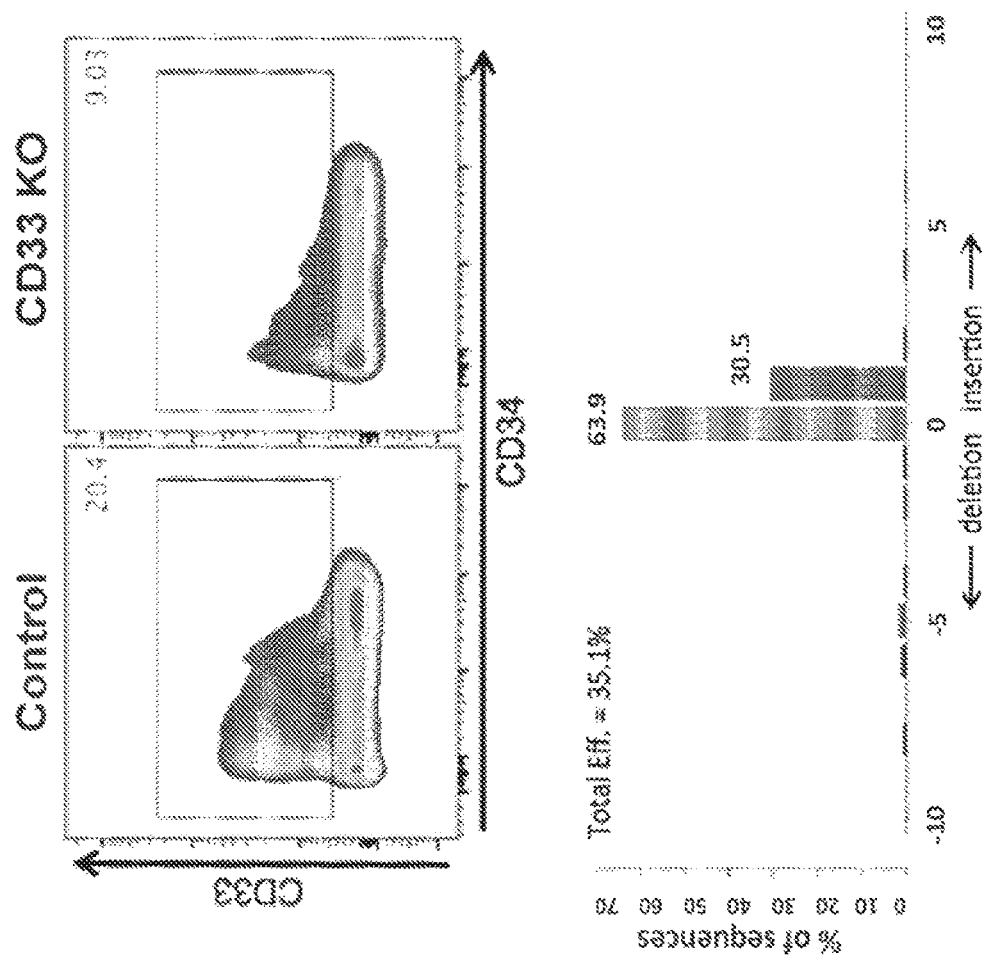 Control
CD33 KO
20.4
9.03
CD33
CD34
Total Eff. = 35.1%
63.9
30.5
% of sequences
70
60
50
40
30
20
10
0
-10
-5
0
5
10
← deletion insertion →